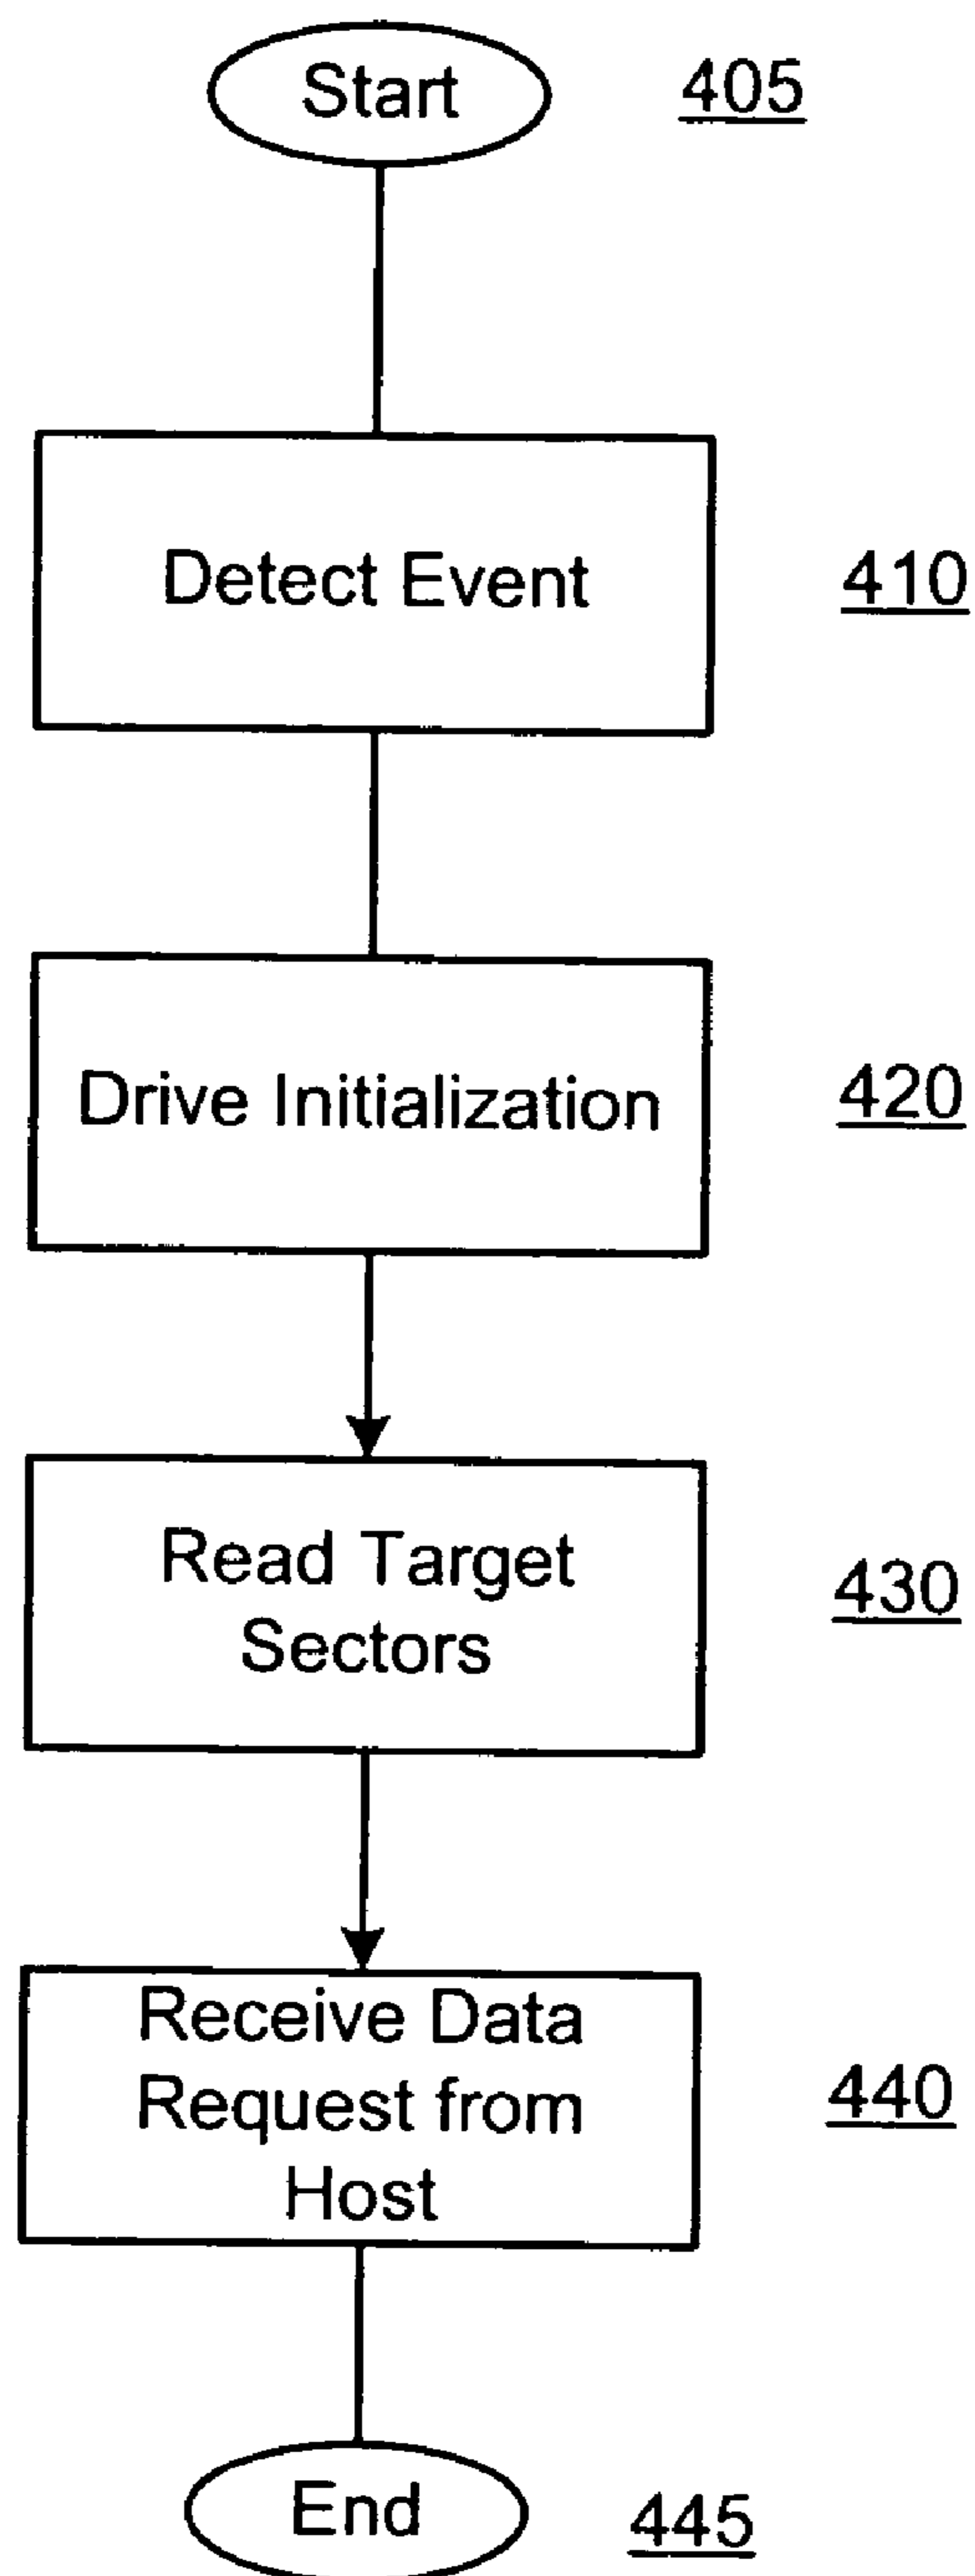 Start 405
Detect Event 410
Drive Initialization 420
Read Target
Sectors
430
Receive Data
Request from
Host
440
End 445